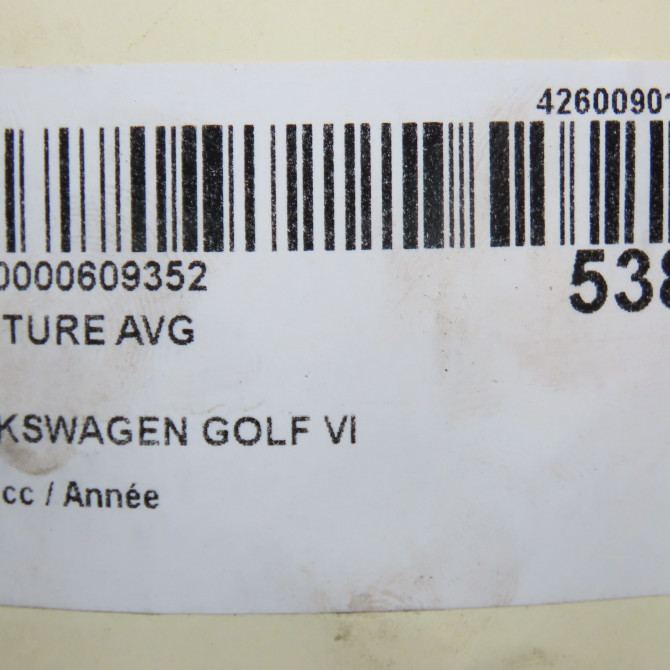 42600901
0000609352
538
TURE AVG
KSWAGEN GOLF VI
cc / Année